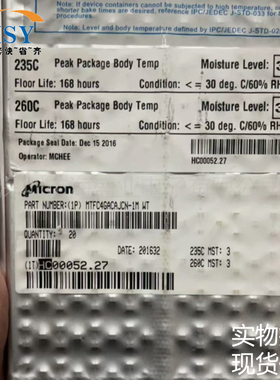 SY
Note: If device containers cannot be subjected to high
shorter bake times are desired, reference IPC/JEDEC J-STD-033 for
Note: Level and body temperature defined by IPC/JEDEC J-STD-02
235C Peak Package Body Temp Moisture Level: 3
Floor Life: 168 hours Condition: <= 30 deg. C/60% RH
260C Peak Package Body Temp Moisture Level: 3
Floor Life: 168 hours Condition: <= 30 deg. C/60% RH
Package Seal Date: Dec 15 2016
Operator: MCHEE
HC00052.27
Micron
PART NUMBER:(1P) MTFC4GACAJCN-1M WT
QUANTITY: 20
DATE: 201632
235C MST: 3
260C MST: 3
(1T)HC00052.27
实物
现货